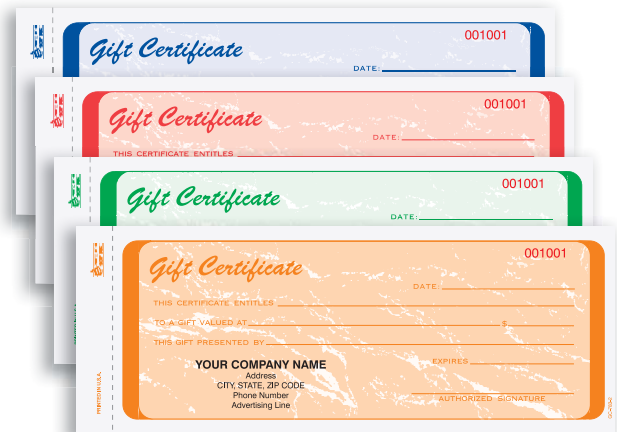 Gift Certificate
001001
DATE:
Gift Certificate
001001
DATE:
THIS CERTIFICATE ENTITLES
Gift Certificate
001001
DATE:
Gift Certificate
001001
DATE:
THIS CERTIFICATE ENTITLES
TO A GIFT VALUED AT $
THIS GIFT PRESENTED BY
YOUR COMPANY NAME
EXPIRES
Address
CITY, STATE, ZIP CODE
Phone Number
AUTHORIZED SIGNATURE
Advertising Line
PRINTED IN U.S.A.